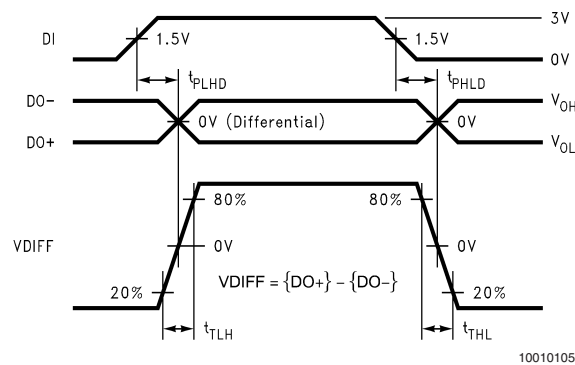 3V
DI
1.5V
1.5V
0V
tPLHD
tPHLD
DO–
VOH
0V (Differential)
0V
DO+
VOL
80%
80%
VDIFF
0V
0V
VDIFF = {DO+} – {DO–}
20%
20%
tTLH
tTHL
10010105